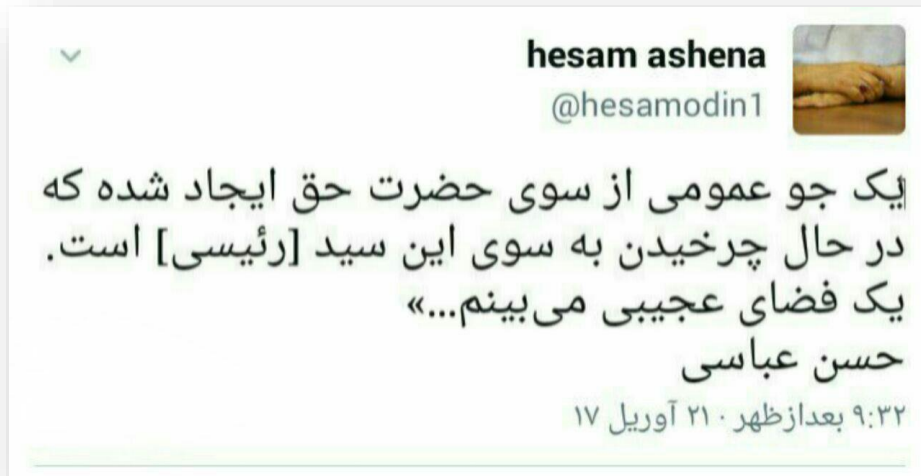 hesam ashena
@hesamodin1
یک جو عمومی از سوی حضرت حق ایجاد شده که
در حال چرخیدن به سوی این سید [رئیسی] است.
یک فضای عجیبی می‌بینم...»
حسن عباسی
۹:۳۲ بعدازظهر · ۲۱ آوریل ۱۷